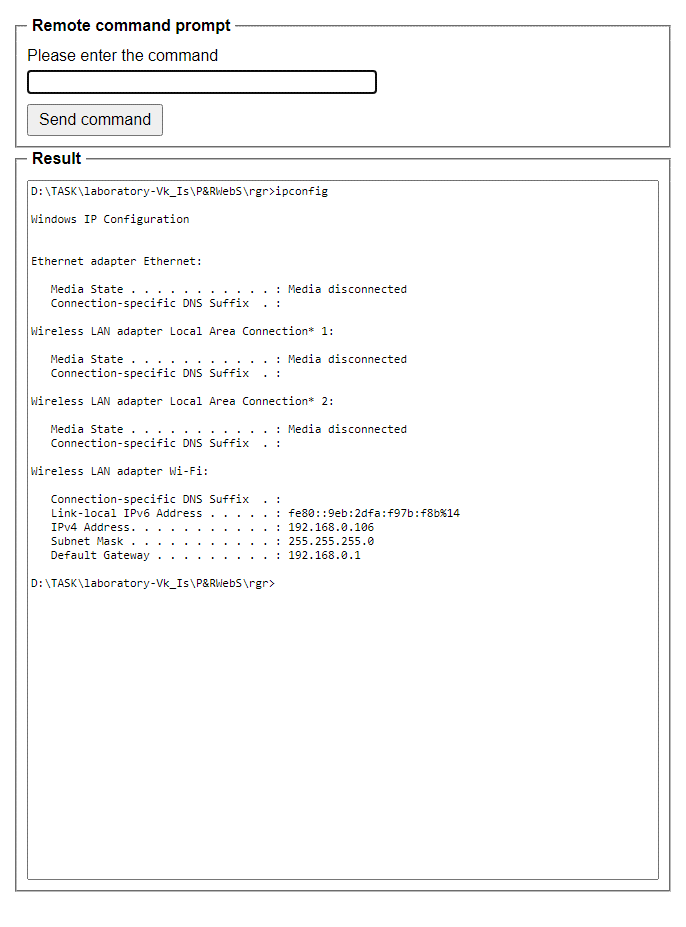 Remote command prompt
Please enter the command
Send command
Result
D:\TASK\laboratory-Vk_Is\P&RWebS\rgr>ipconfig
Windows IP Configuration
Ethernet adapter Ethernet:
   Media State . . . . . . . . . . . : Media disconnected
   Connection-specific DNS Suffix  . :
Wireless LAN adapter Local Area Connection* 1:
   Media State . . . . . . . . . . . : Media disconnected
   Connection-specific DNS Suffix  . :
Wireless LAN adapter Local Area Connection* 2:
   Media State . . . . . . . . . . . : Media disconnected
   Connection-specific DNS Suffix  . :
Wireless LAN adapter Wi-Fi:
   Connection-specific DNS Suffix  . :
   Link-local IPv6 Address . . . . . : fe80::9eb:2dfa:f97b:f8b%14
   IPv4 Address. . . . . . . . . . . : 192.168.0.106
   Subnet Mask . . . . . . . . . . . : 255.255.255.0
   Default Gateway . . . . . . . . . : 192.168.0.1
D:\TASK\laboratory-Vk_Is\P&RWebS\rgr>